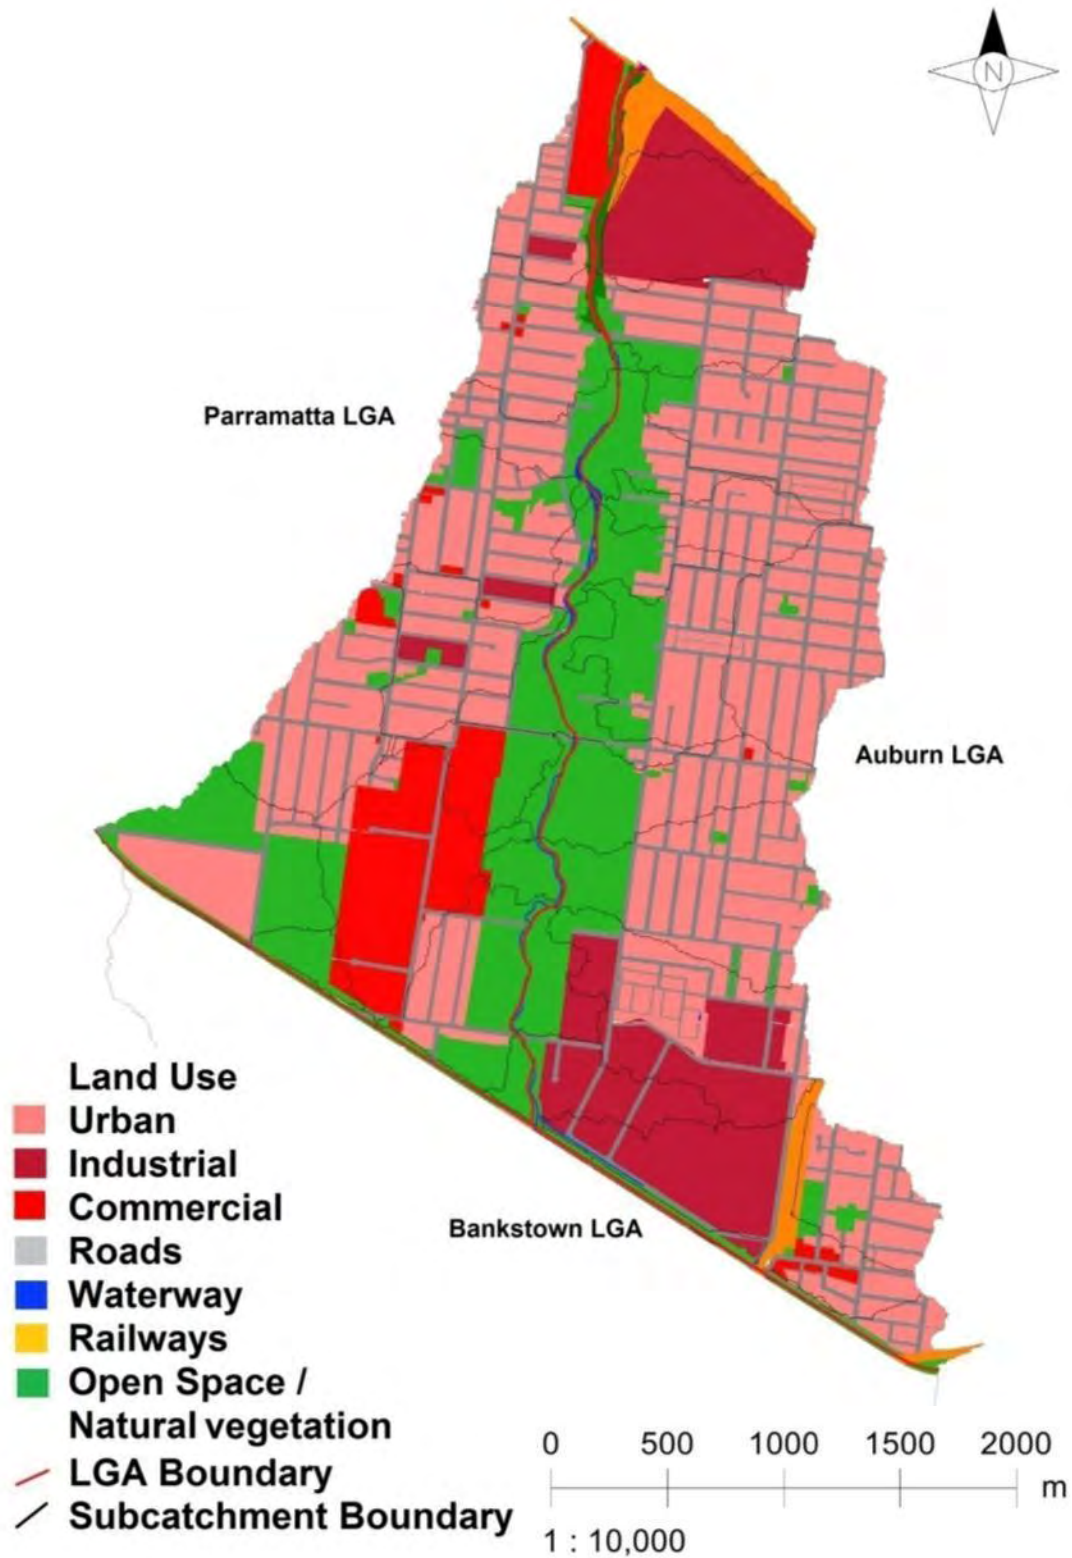 N
Parramatta LGA
Auburn LGA
Bankstown LGA
Land Use
Urban
Industrial
Commercial
Roads
Waterway
Railways
Open Space /
Natural vegetation
LGA Boundary
Subcatchment Boundary
0 500 1000 1500 2000
m
1 : 10,000